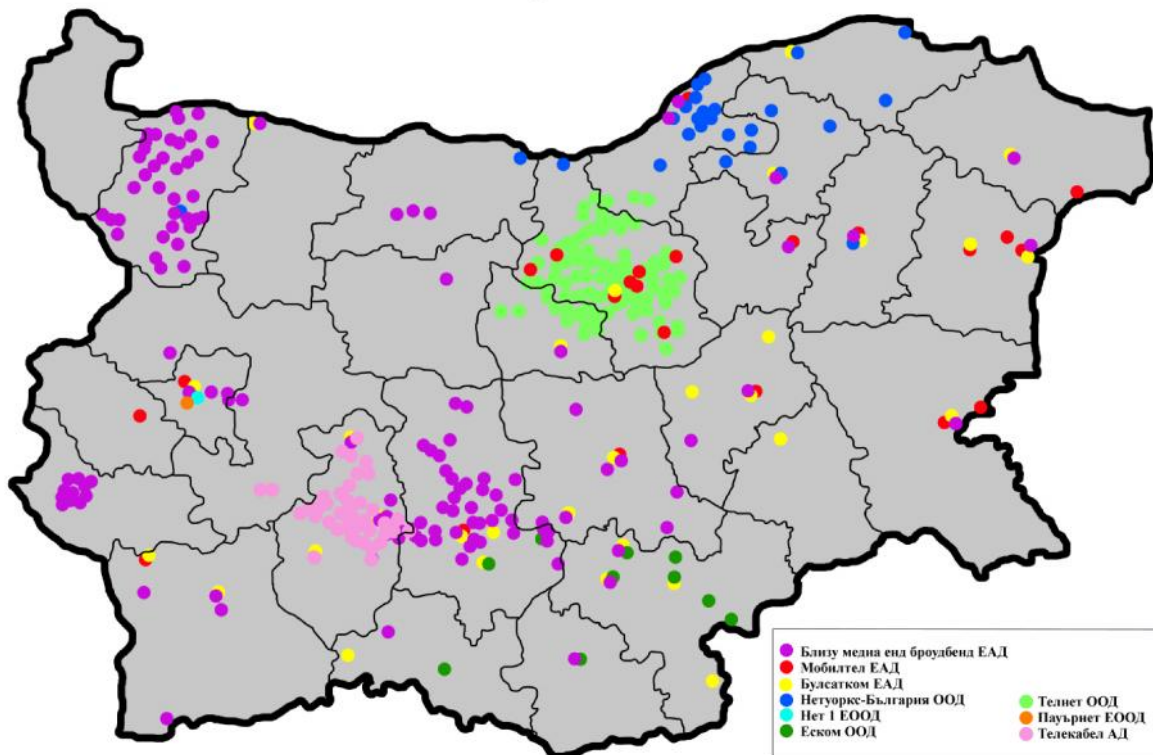 Близу медиа енд броудбенд ЕАД
Мобилтел ЕАД
Булсатком ЕАД
Нетуоркс-България ООД
Нет 1 ЕООД
Еском ООД
Телнет ООД
Пауърнет ЕООД
Телекабел АД